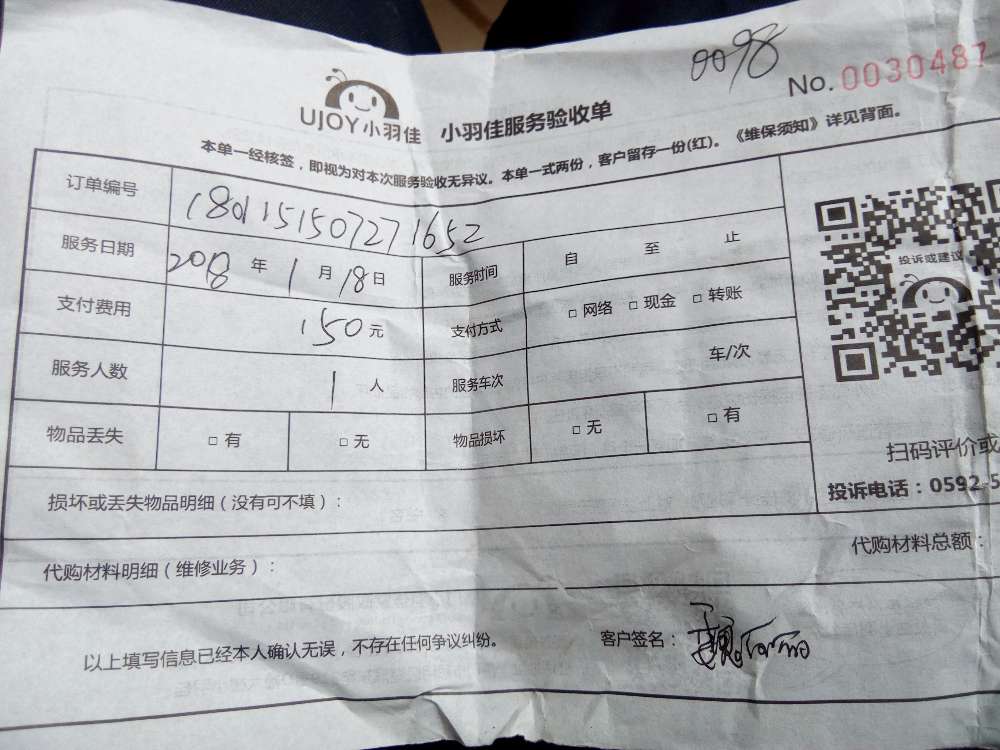 0098
No. 0030487
UJOY小羽佳 小羽佳服务验收单
本单一经核签，即视为对本次服务验收无异议。本单一式两份，客户留存一份(红)。《维保须知》详见背面。
订单编号 1801151507271652
服务日期 2018 年 1 月 18 日 服务时间 自 至 止
支付费用 150 元 支付方式 □ 网络 □ 现金 □ 转账
服务人数 1 人 服务车次 车/次
物品丢失 □ 有 □ 无 物品损坏 □ 无 □ 有
投诉或建议
扫码评价或
投诉电话：0592-5
损坏或丢失物品明细（没有可不填）：
代购材料明细（维修业务）： 代购材料总额：
以上填写信息已经本人确认无误，不存在任何争议纠纷。 客户签名：